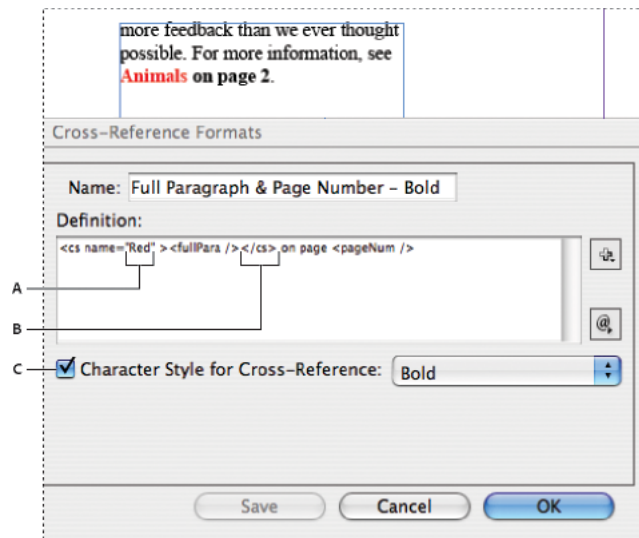 more feedback than we ever thought
possible. For more information, see
Animals on page 2.
Cross-Reference Formats
Name: Full Paragraph & Page Number - Bold
Definition:
<cs name="Red" ><fullPara /></cs> on page <pageNum />
A
B
@
C
Character Style for Cross-Reference: Bold
Save Cancel OK